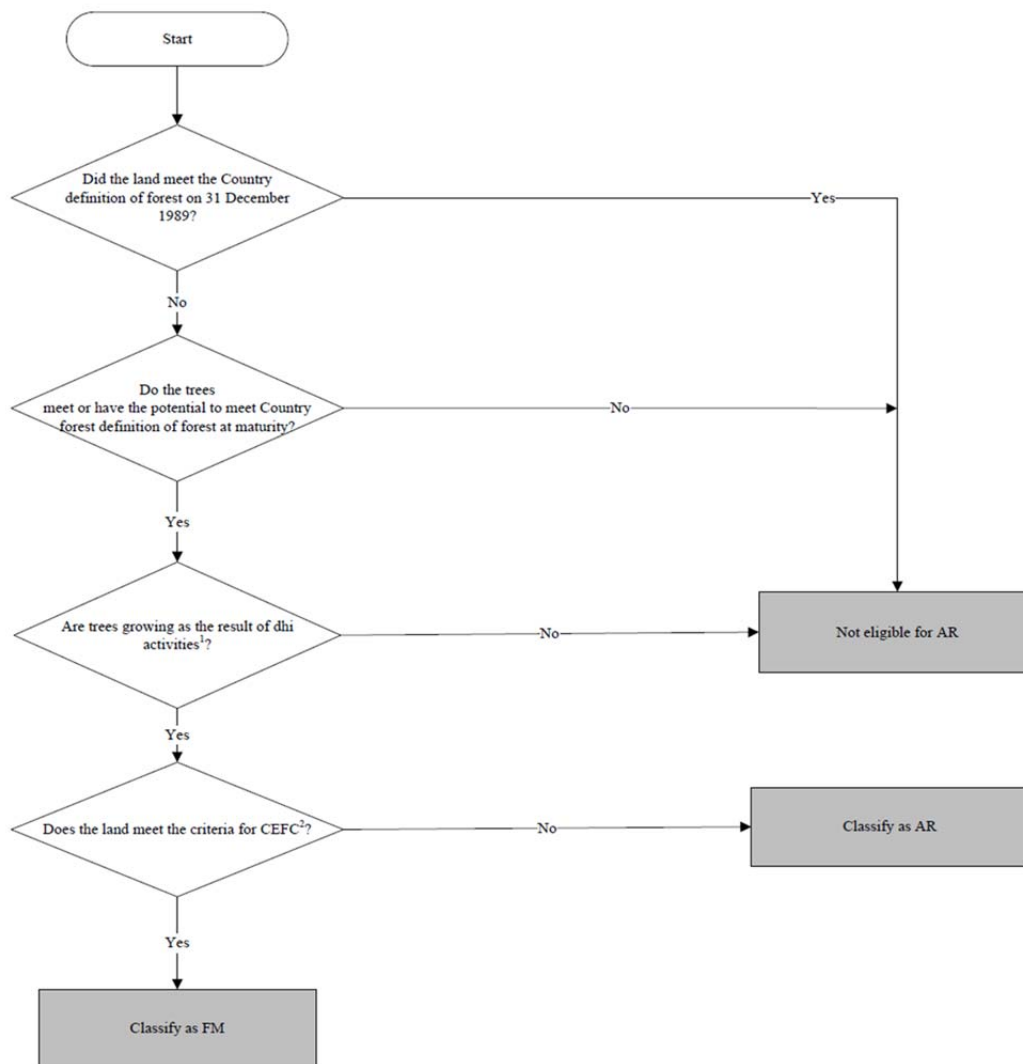 Start
Did the land meet the Country
definition of forest on 31 December
1989?
Yes
No
Do the trees
meet or have the potential to meet Country
forest definition of forest at maturity?
No
Yes
Are trees growing as the result of dhi
activities¹?
No
Not eligible for AR
Yes
Does the land meet the criteria for CEFC²?
No
Classify as AR
Yes
Classify as FM